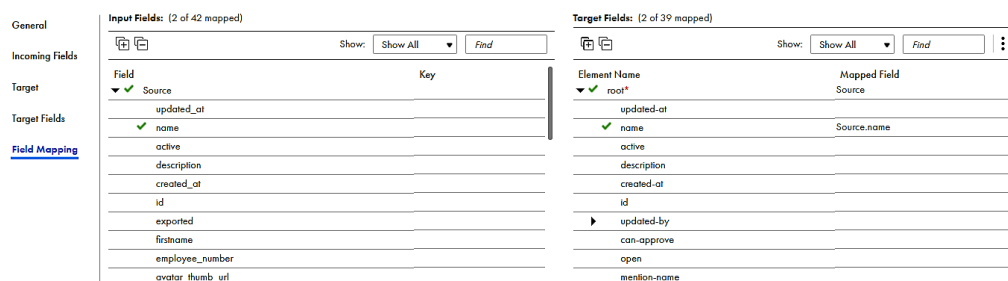 General
Incoming Fields
Target
Target Fields
Field Mapping
Input Fields: (2 of 42 mapped)
Show: Show All Find
Field Key
Source
updated_at
name
active
description
created_at
id
exported
firstname
employee_number
avatar_thumb_url
Target Fields: (2 of 39 mapped)
Show: Show All Find
Element Name Mapped Field
root* Source
updated-at
name Source.name
active
description
created-at
id
updated-by
can-approve
open
mention-name